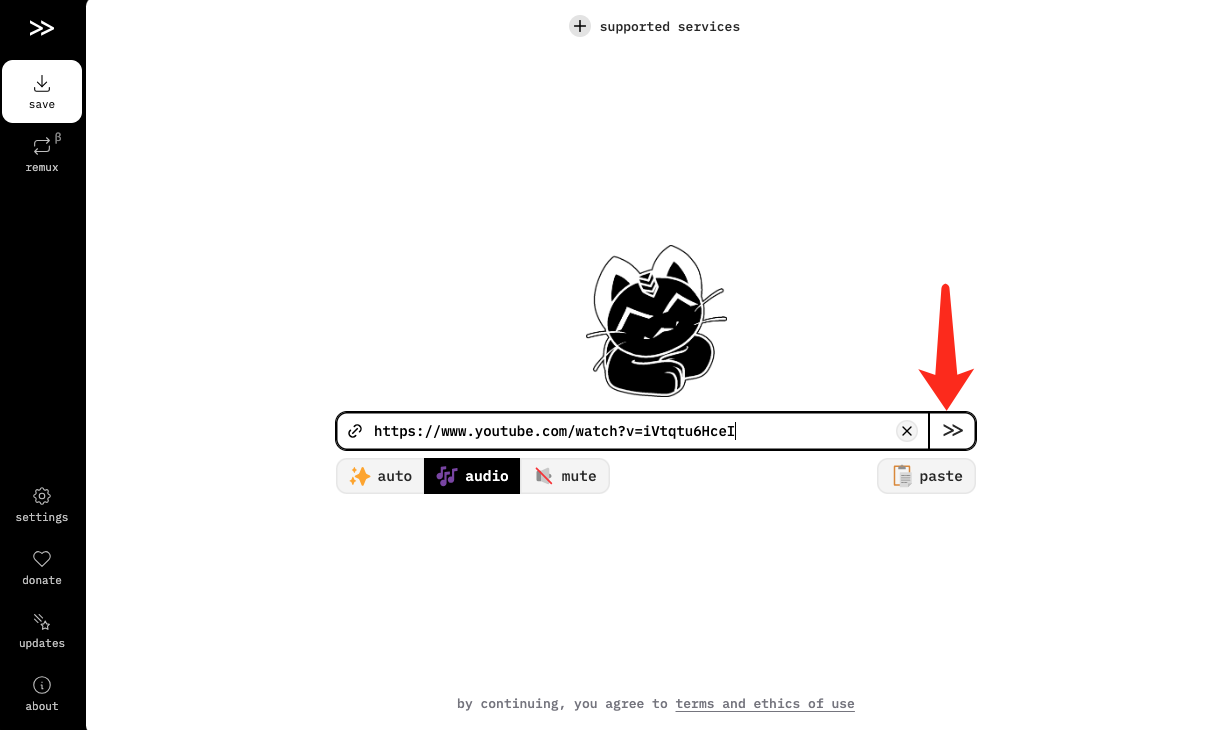 supported services
save
β
remux
https://www.youtube.com/watch?v=iVtqtu6HceI
auto
audio
mute
paste
settings
donate
updates
about
by continuing, you agree to terms and ethics of use